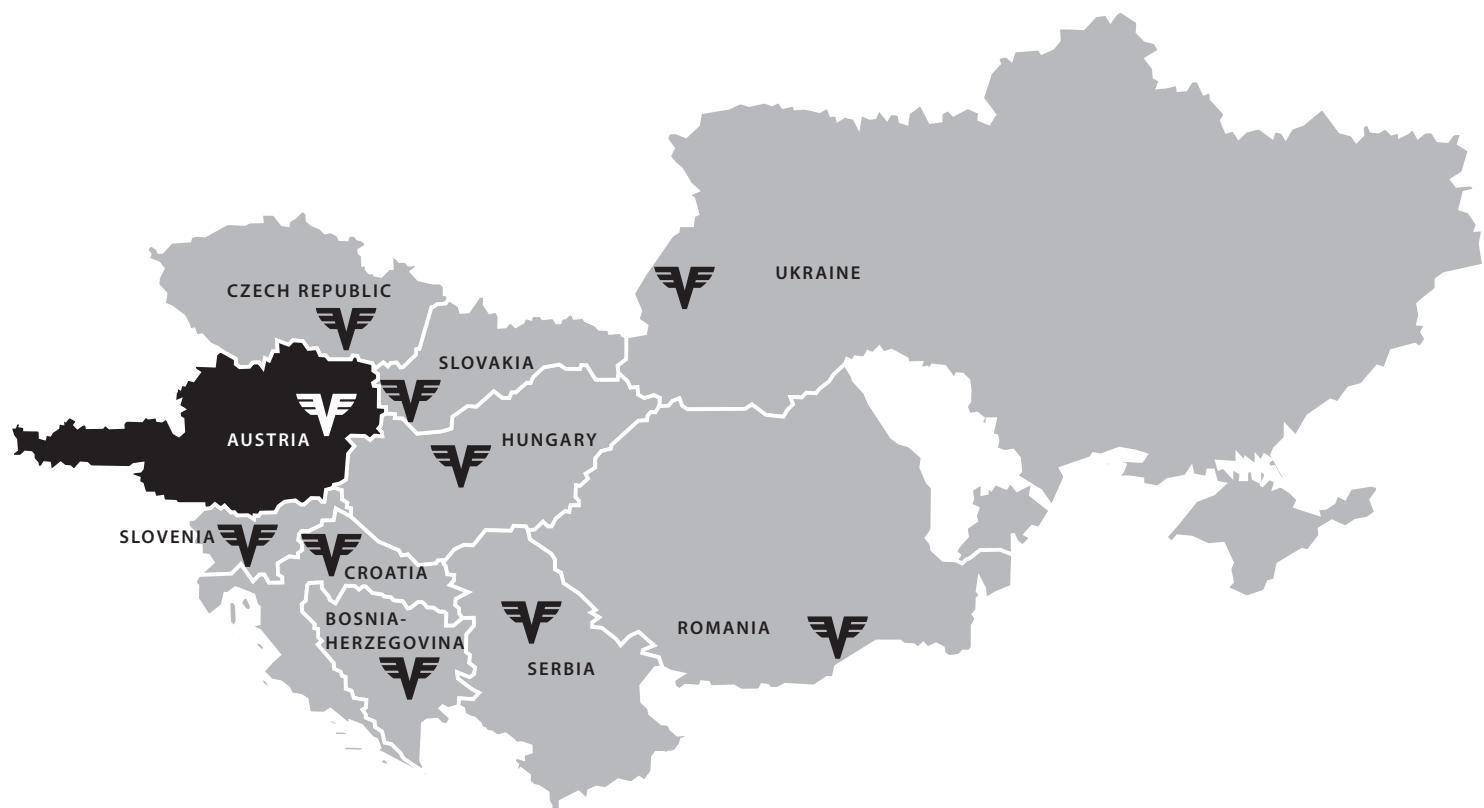 UKRAINE
CZECH REPUBLIC
SLOVAKIA
AUSTRIA
HUNGARY
SLOVENIA
CROATIA
BOSNIA-
HERZEGOVINA
ROMANIA
SERBIA